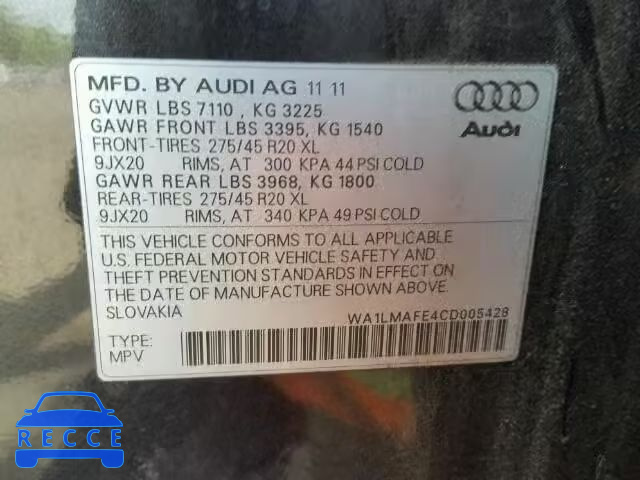 MFD. BY AUDI AG 11 11
GVWR LBS 7110 , KG 3225
GAWR FRONT LBS 3395, KG 1540
FRONT-TIRES 275/45 R20 XL
9JX20 RIMS, AT 300 KPA 44 PSI COLD
GAWR REAR LBS 3968, KG 1800
REAR-TIRES 275/45 R20 XL
9JX20 RIMS, AT 340 KPA 49 PSI COLD
Audi
THIS VEHICLE CONFORMS TO ALL APPLICABLE
U.S. FEDERAL MOTOR VEHICLE SAFETY AND
THEFT PREVENTION STANDARDS IN EFFECT ON
THE DATE OF MANUFACTURE SHOWN ABOVE.
SLOVAKIA
WA1LMAFE4CD005428
TYPE:
MPV
RECCE